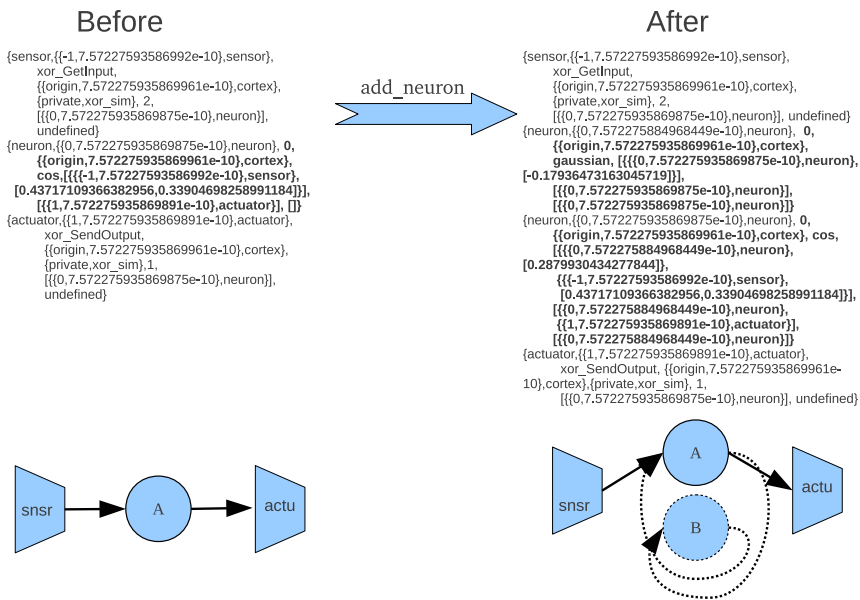 Before
{sensor,{{-1,7.57227593586992e-10},sensor},
xor_GetInput,
{{origin,7.572275935869961e-10},cortex},
{private,xor_sim}, 2,
[{{0,7.572275935869875e-10},neuron}],
undefined}
{neuron,{{0,7.572275935869875e-10},neuron}, 0,
{{origin,7.572275935869961e-10},cortex},
cos,[{{{-1,7.57227593586992e-10},sensor},
[0.43717109366382956,0.33904698258991184]}],
[{{1,7.572275935869891e-10},actuator}], []}
{actuator,{{1,7.572275935869891e-10},actuator},
xor_SendOutput,
{{origin,7.572275935869961e-10},cortex},
{private,xor_sim},1,
[{{0,7.572275935869875e-10},neuron}],
undefined}
add_neuron
After
{sensor,{{-1,7.57227593586992e-10},sensor},
xor_GetInput,
{{origin,7.572275935869961e-10},cortex},
{private,xor_sim}, 2,
[{{0,7.572275935869875e-10},neuron}], undefined}
{neuron,{{0,7.572275884968449e-10},neuron}, 0,
{{origin,7.572275935869961e-10},cortex},
gaussian, [{{{0,7.572275935869875e-10},neuron},
[-0.17936473163045719]}],
[{{0,7.572275935869875e-10},neuron}],
[{{0,7.572275935869875e-10},neuron}]}
{neuron,{{0,7.572275935869875e-10},neuron}, 0,
{{origin,7.572275935869961e-10},cortex}, cos,
[{{{0,7.572275884968449e-10},neuron},
[0.2879930434277844]},
{{{-1,7.57227593586992e-10},sensor},
[0.43717109366382956,0.33904698258991184]}],
[{{0,7.572275884968449e-10},neuron},
{{1,7.572275935869891e-10},actuator}],
[{{0,7.572275884968449e-10},neuron}]}
{actuator,{{1,7.572275935869891e-10},actuator},
xor_SendOutput, {{origin,7.572275935869961e-
10},cortex},{private,xor_sim}, 1,
[{{0,7.572275935869875e-10},neuron}], undefined}
snsr
A
actu
snsr
A
B
actu